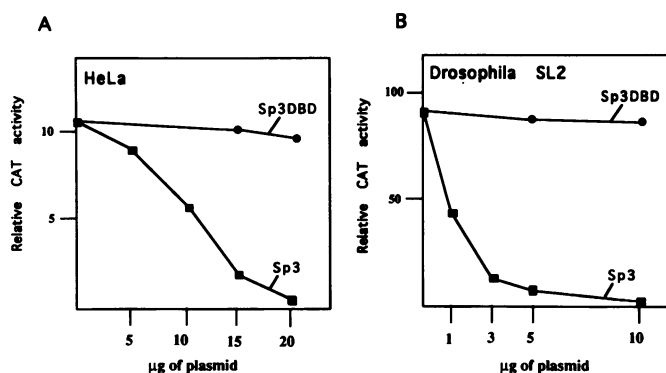 A
HeLa
Sp3DBD
10
5
Sp3
Relative CAT activity
5 10 15 20
µg of plasmid
B
Drosophila SL2
100
Sp3DBD
50
Sp3
Relative CAT activity
1 3 5 10
µg of plasmid